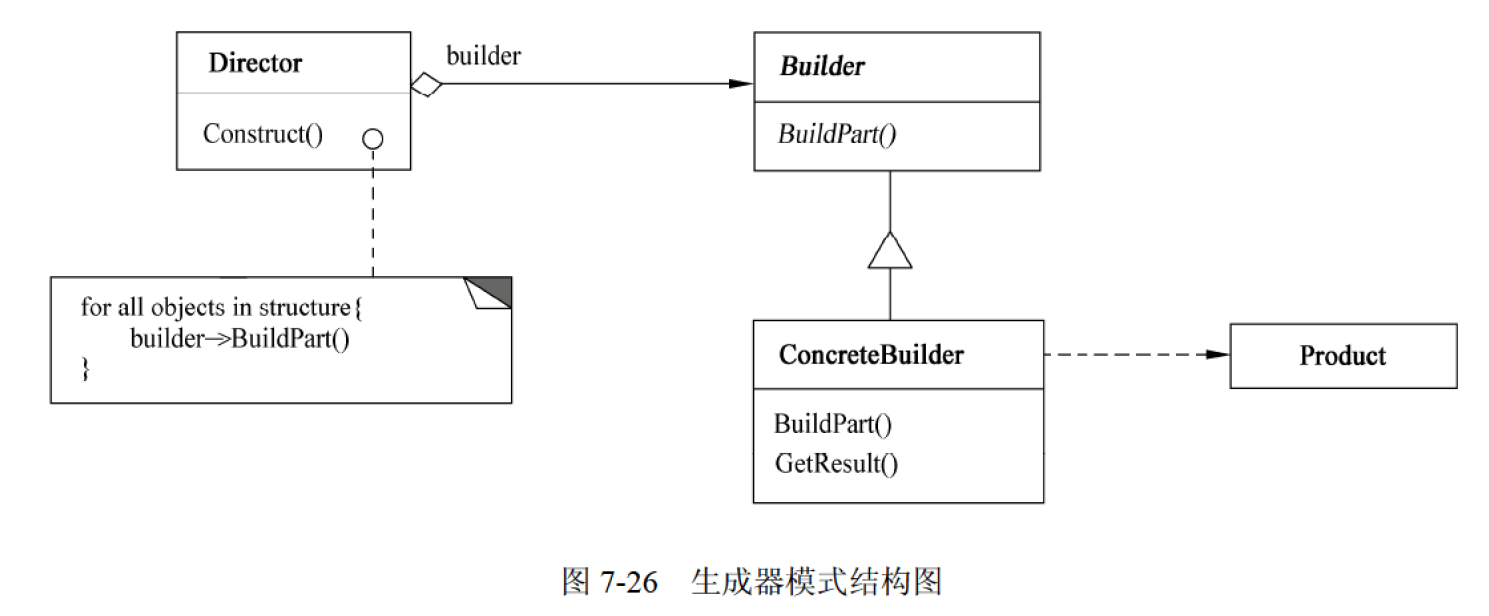 Director
Construct()
builder
Builder
BuildPart()
for all objects in structure{
builder->BuildPart()
}
ConcreteBuilder
BuildPart()
GetResult()
Product
图 7-26 生成器模式结构图